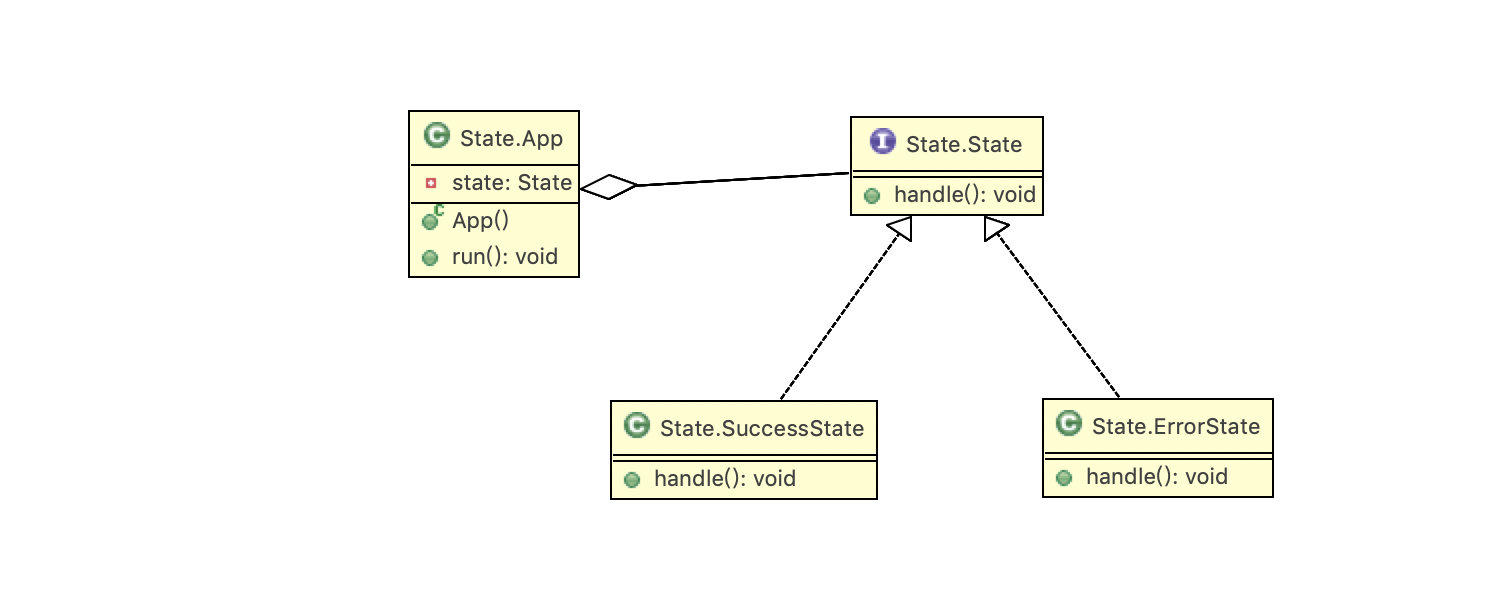 C State.App
state: State
C App()
run(): void
I State.State
handle(): void
C State.SuccessState
handle(): void
C State.ErrorState
handle(): void